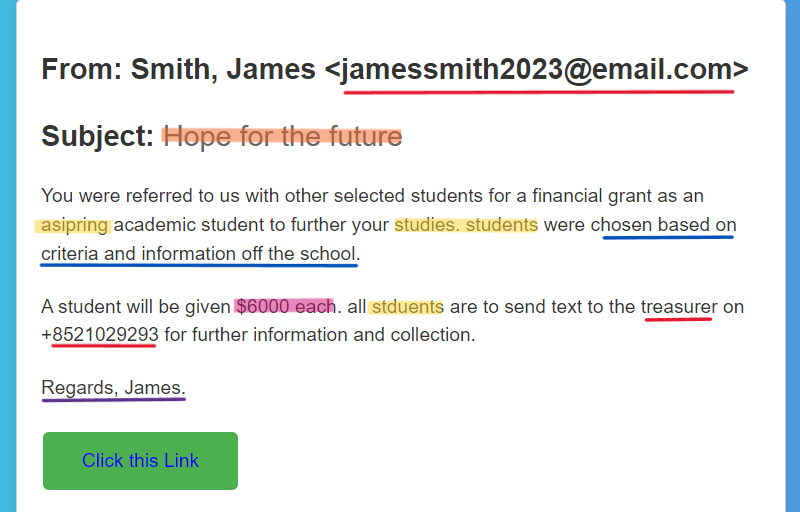 From: Smith, James <jamessmith2023@email.com>
Subject: Hope for the future
You were referred to us with other selected students for a financial grant as an
asipring academic student to further your studies. students were chosen based on
criteria and information off the school.
A student will be given $6000 each. all stduents are to send text to the treasurer on
+8521029293 for further information and collection.
Regards, James.
Click this Link